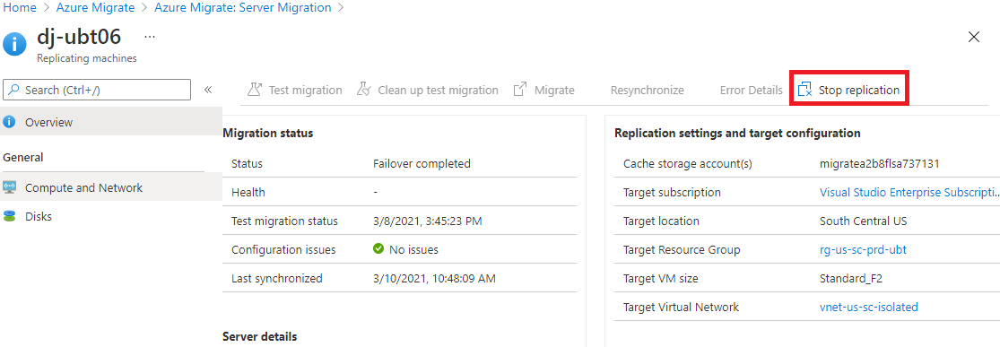 Home > Azure Migrate > Azure Migrate: Server Migration >
dj-ubt06 ...
Replicating machines
Search (Ctrl+/)
«
Overview
General
Compute and Network
Disks
Test migration
Clean up test migration
Migrate
Resynchronize
Error Details
Stop replication
Migration status
Status Failover completed
Health -
Test migration status 3/8/2021, 3:45:23 PM
Configuration issues No issues
Last synchronized 3/10/2021, 10:48:09 AM
Server details
Replication settings and target configuration
Cache storage account(s) migratea2b8flsa737131
Target subscription Visual Studio Enterprise Subscripti...
Target location South Central US
Target Resource Group rg-us-sc-prd-ubt
Target VM size Standard_F2
Target Virtual Network vnet-us-sc-isolated